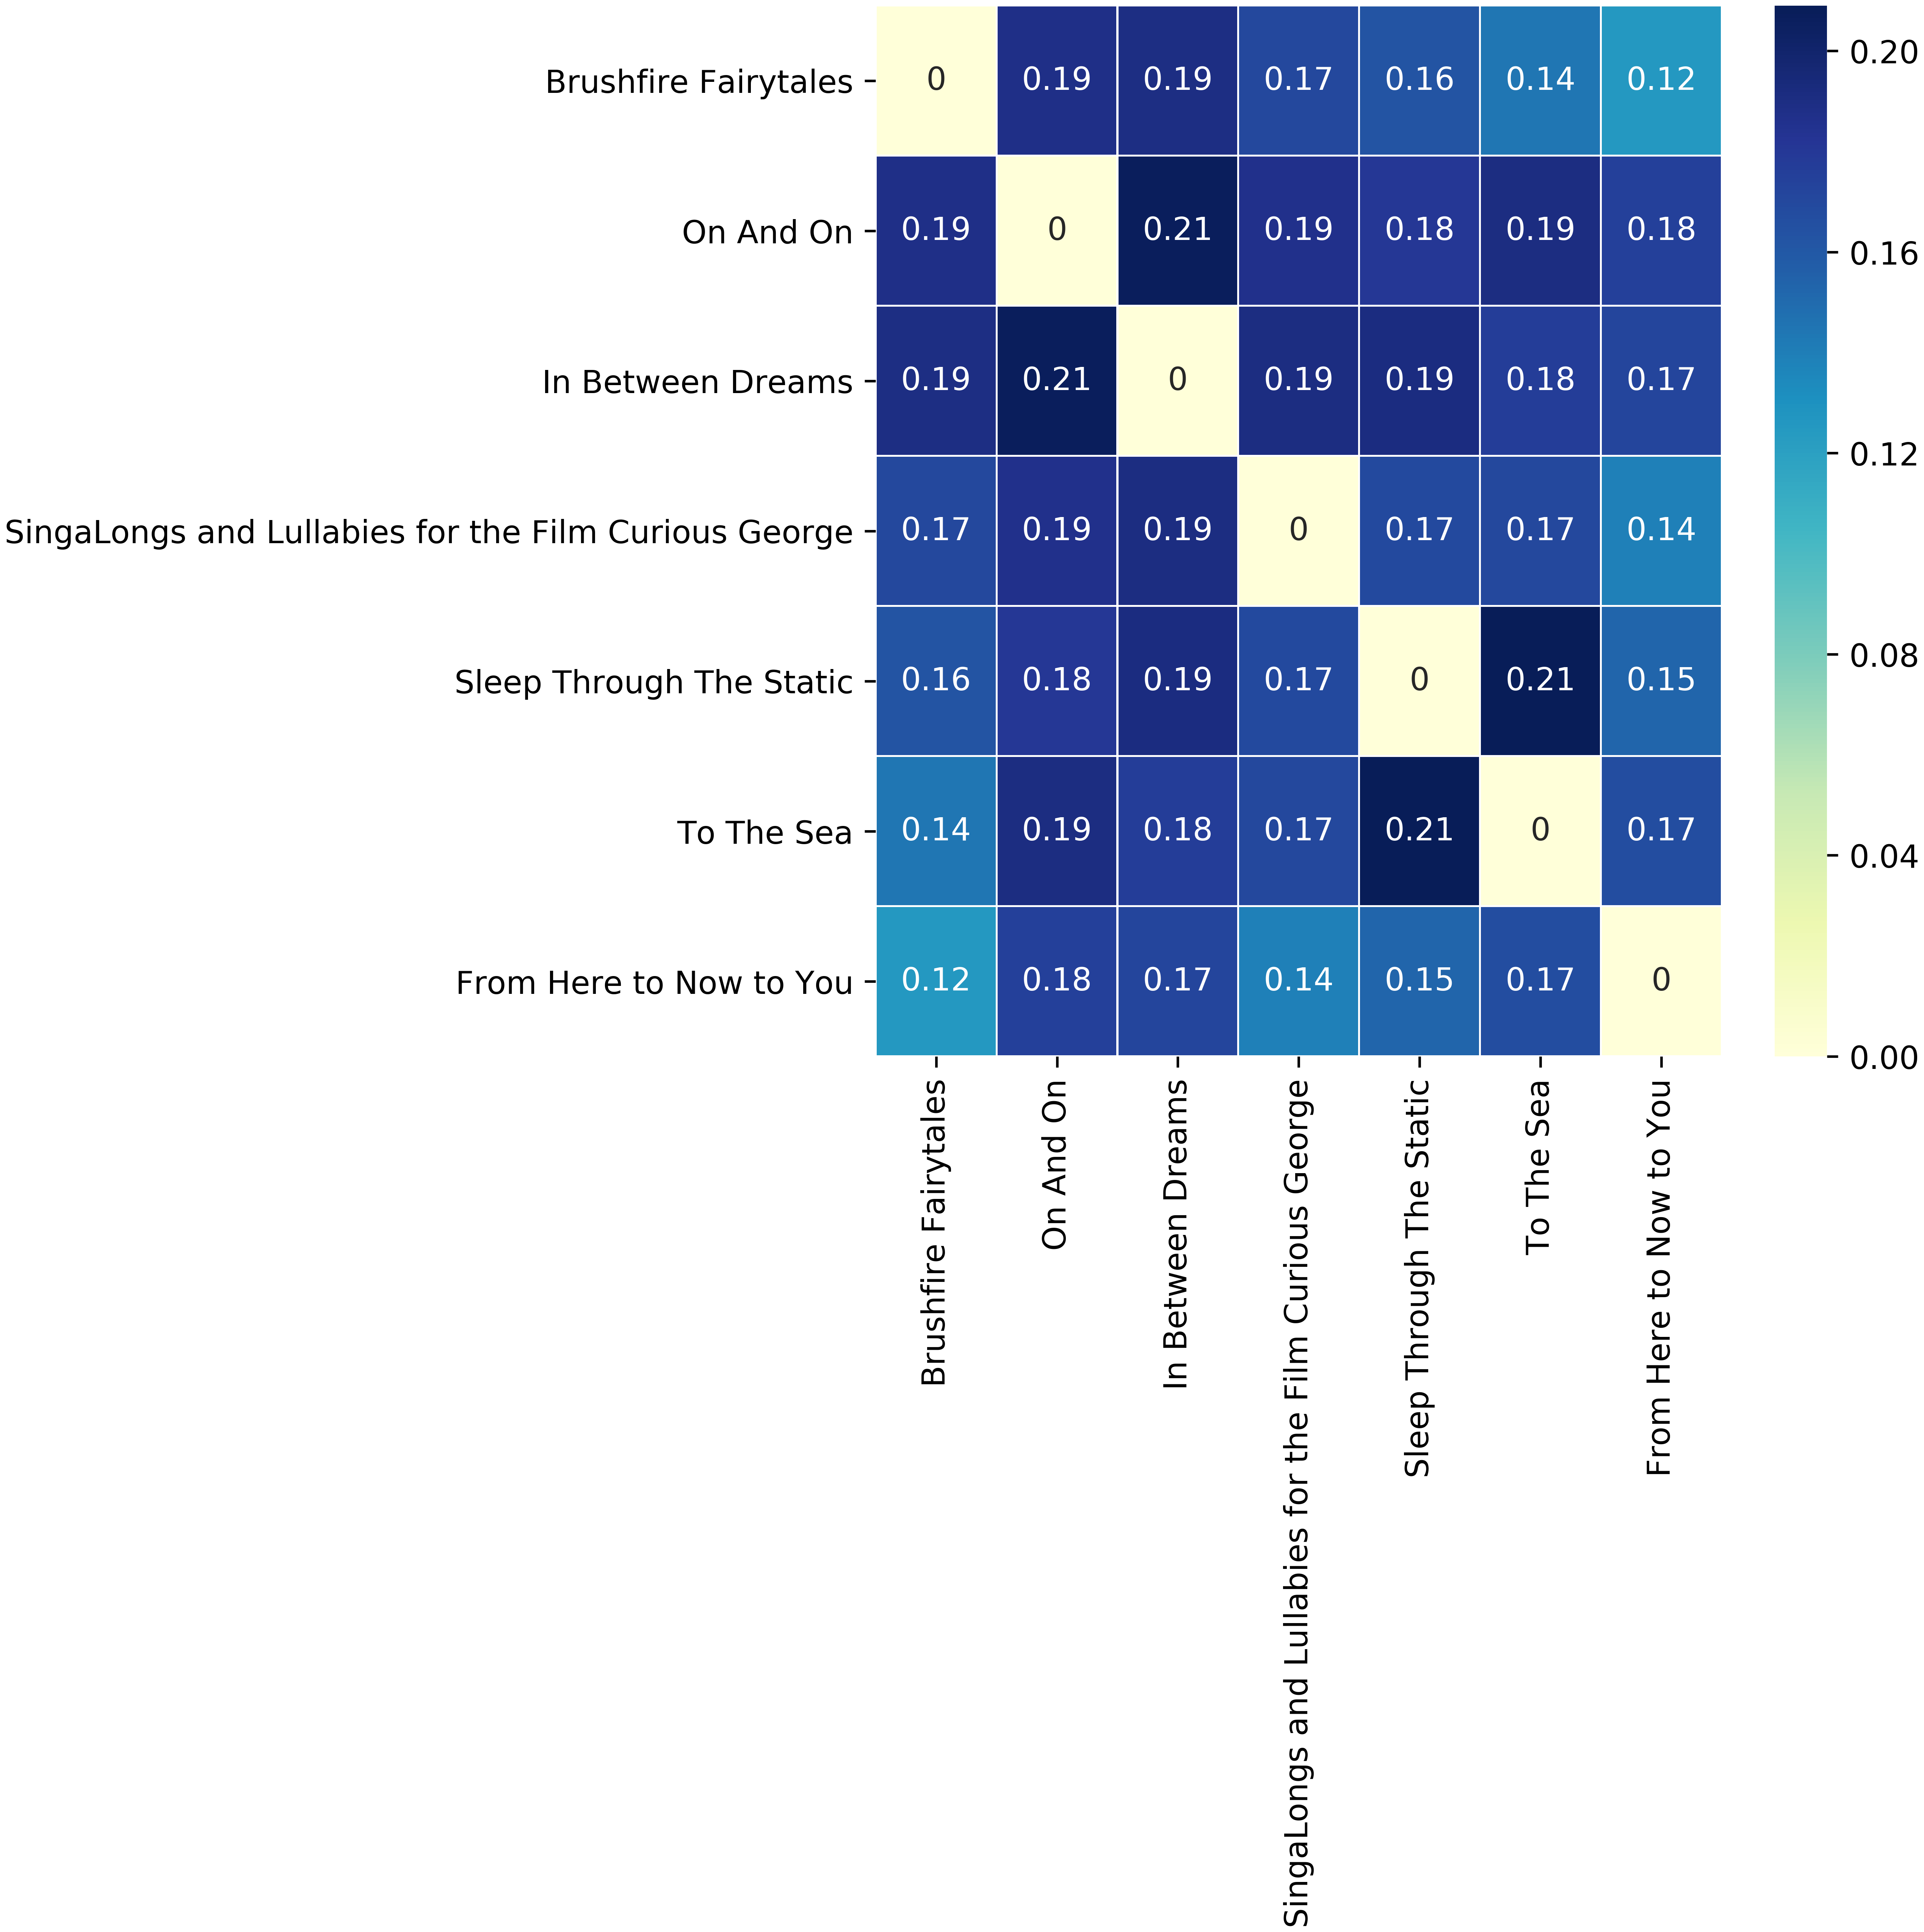 Brushfire Fairytales 0 0.19 0.19 0.17 0.16 0.14 0.12
On And On 0.19 0 0.21 0.19 0.18 0.19 0.18
In Between Dreams 0.19 0.21 0 0.19 0.19 0.18 0.17
SingaLongs and Lullabies for the Film Curious George 0.17 0.19 0.19 0 0.17 0.17 0.14
Sleep Through The Static 0.16 0.18 0.19 0.17 0 0.21 0.15
To The Sea 0.14 0.19 0.18 0.17 0.21 0 0.17
From Here to Now to You 0.12 0.18 0.17 0.14 0.15 0.17 0
Brushfire Fairytales
On And On
In Between Dreams
SingaLongs and Lullabies for the Film Curious George
Sleep Through The Static
To The Sea
From Here to Now to You
0.20
0.16
0.12
0.08
0.04
0.00